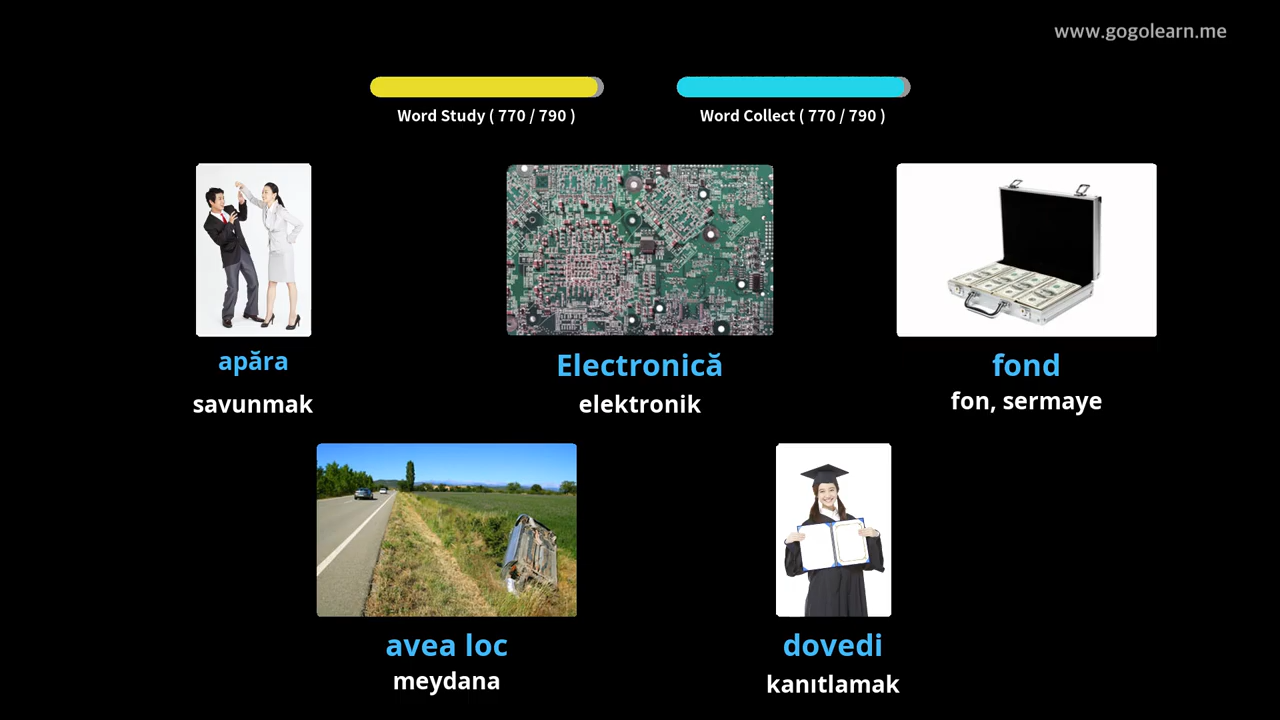 www.gogolearn.me
Word Study ( 770 / 790 )
Word Collect ( 770 / 790 )
apăra
savunmak
Electronică
elektronik
fond
fon, sermaye
avea loc
meydana
dovedi
kanıtlamak